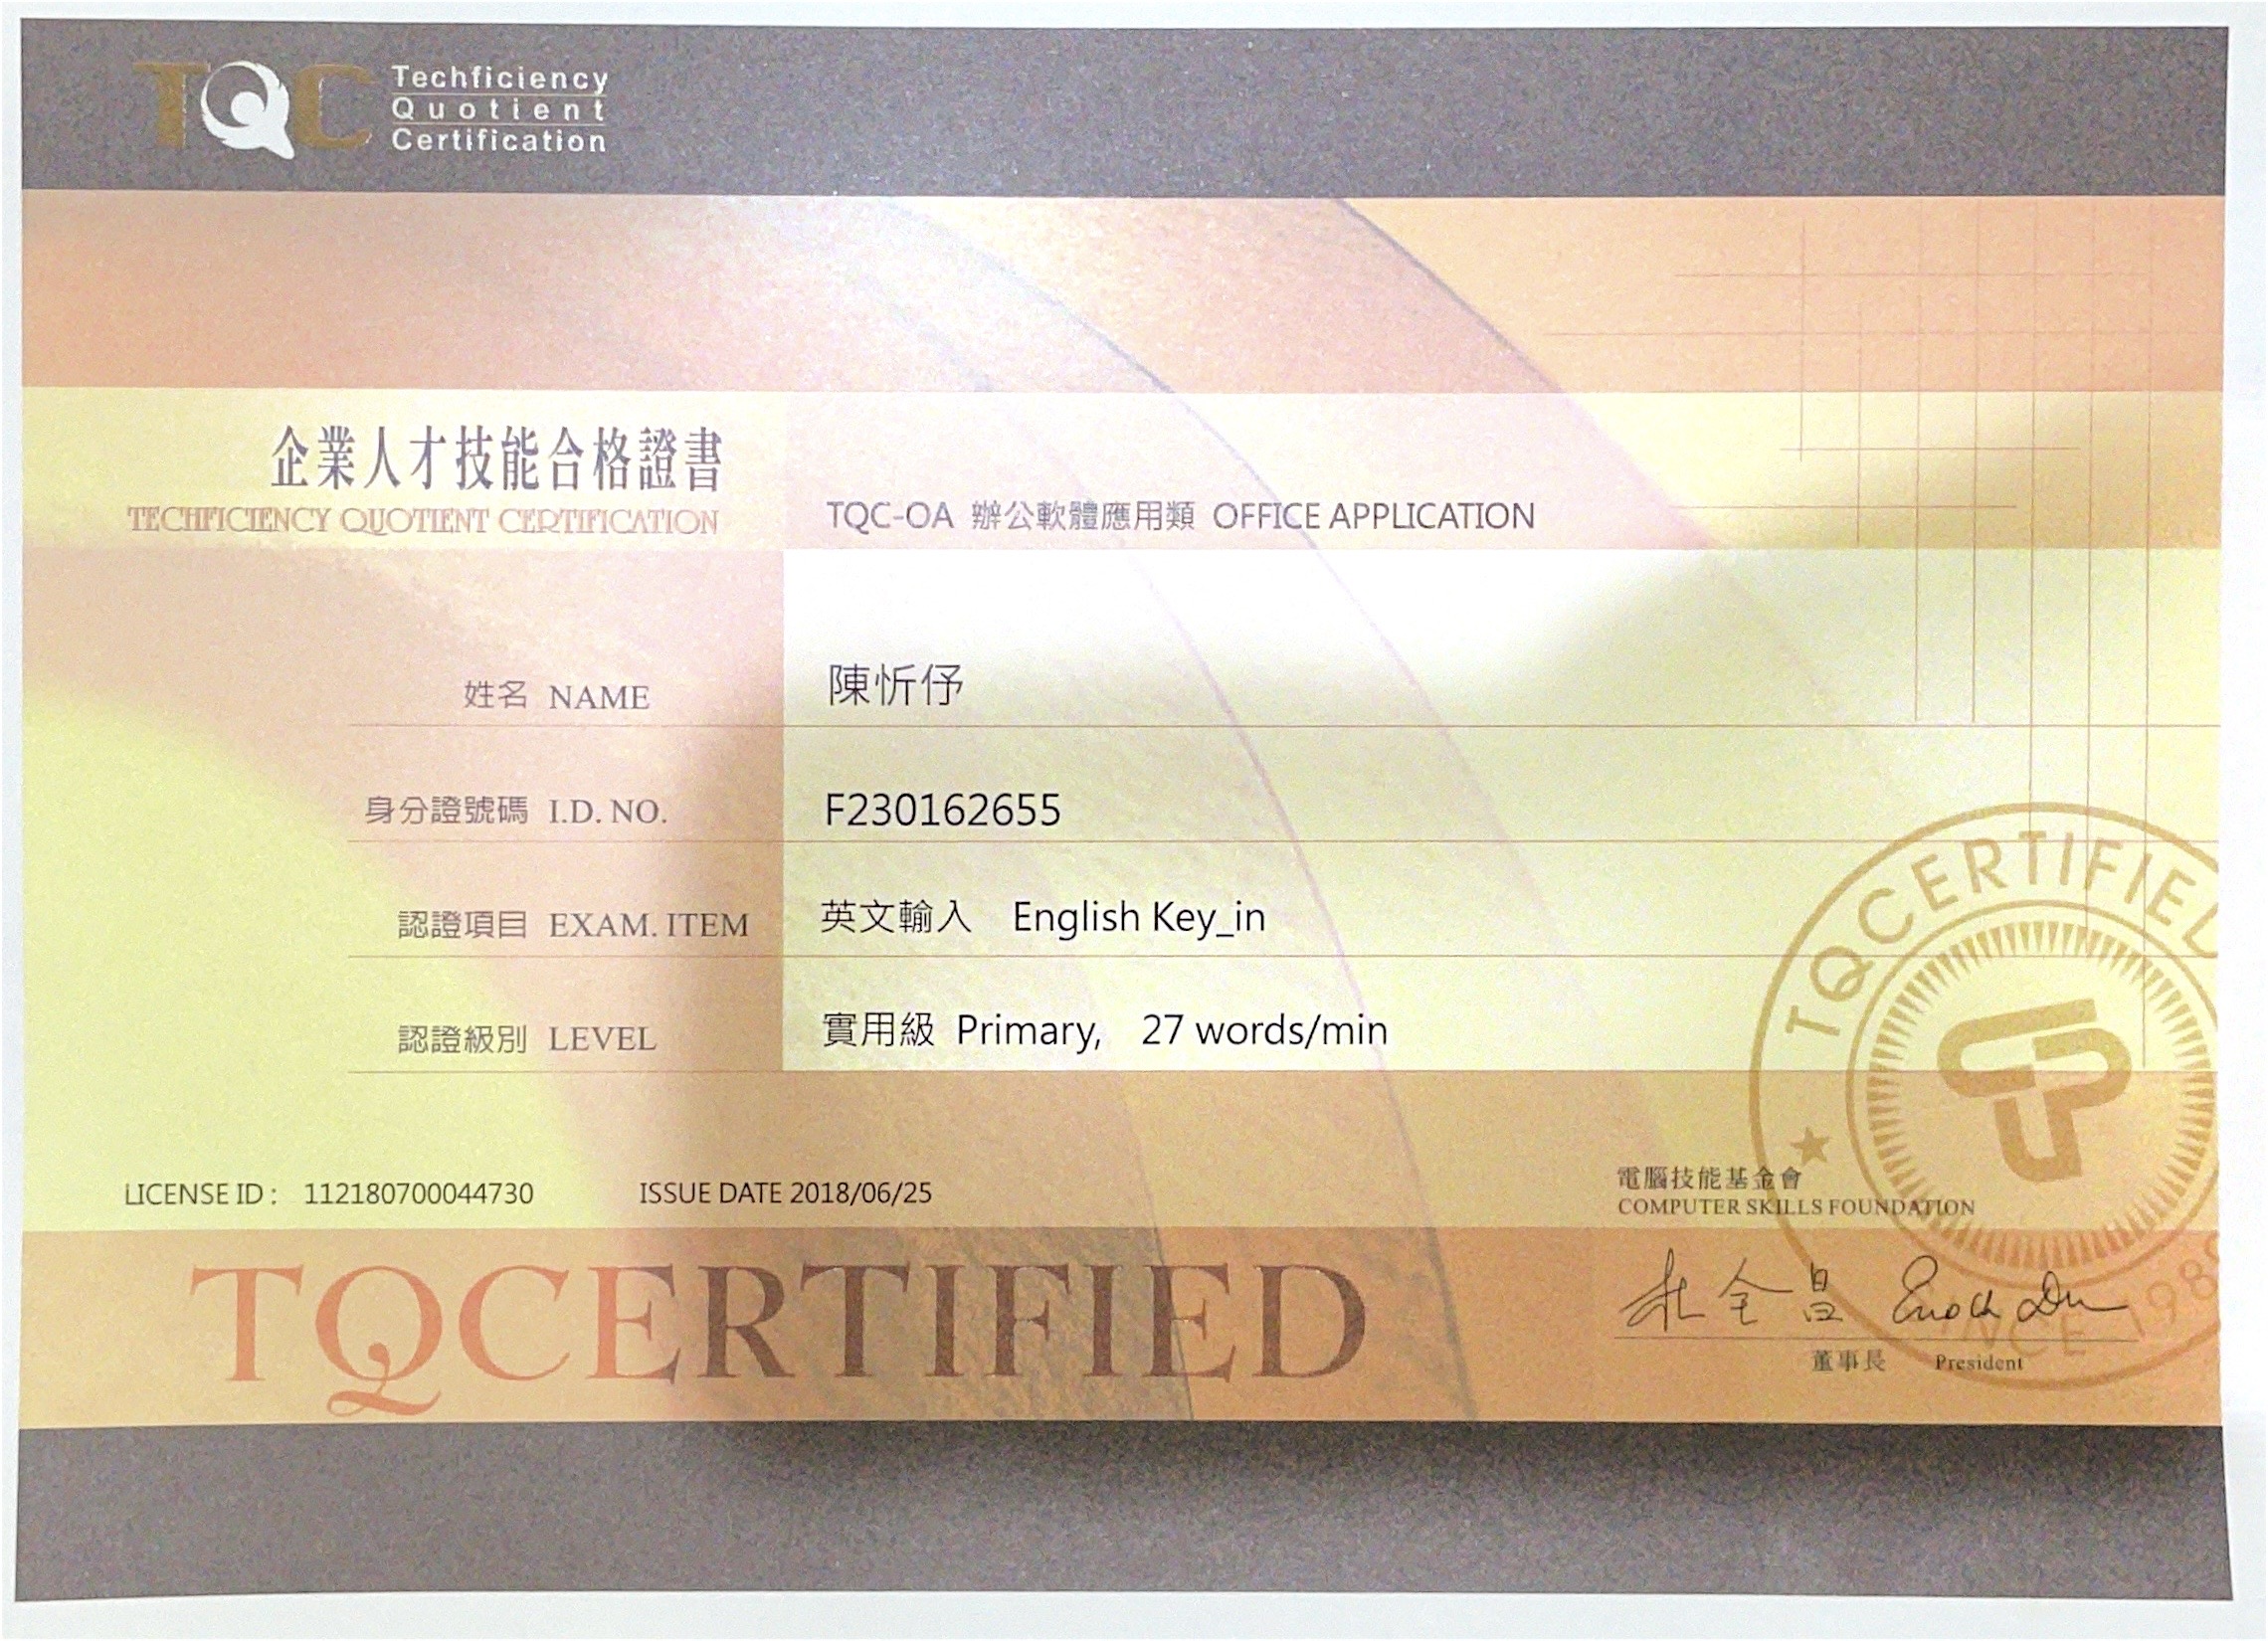 TQC
Techficiency
Quotient
Certification
企業人才技能合格證書
TECHFICIENCY QUOTIENT CERTIFICATION
TQC-OA 辦公軟體應用類 OFFICE APPLICATION
姓名 NAME 陳忻伃
身分證號碼 I.D. NO. F230162655
認證項目 EXAM. ITEM 英文輸入 English Key_in
認證級別 LEVEL 實用級 Primary, 27 words/min
TQCERTIFIED
LICENSE ID : 112180700044730 ISSUE DATE 2018/06/25
電腦技能基金會
COMPUTER SKILLS FOUNDATION
TQCERTIFIED
杜全昌 Enoch Du
董事長 President